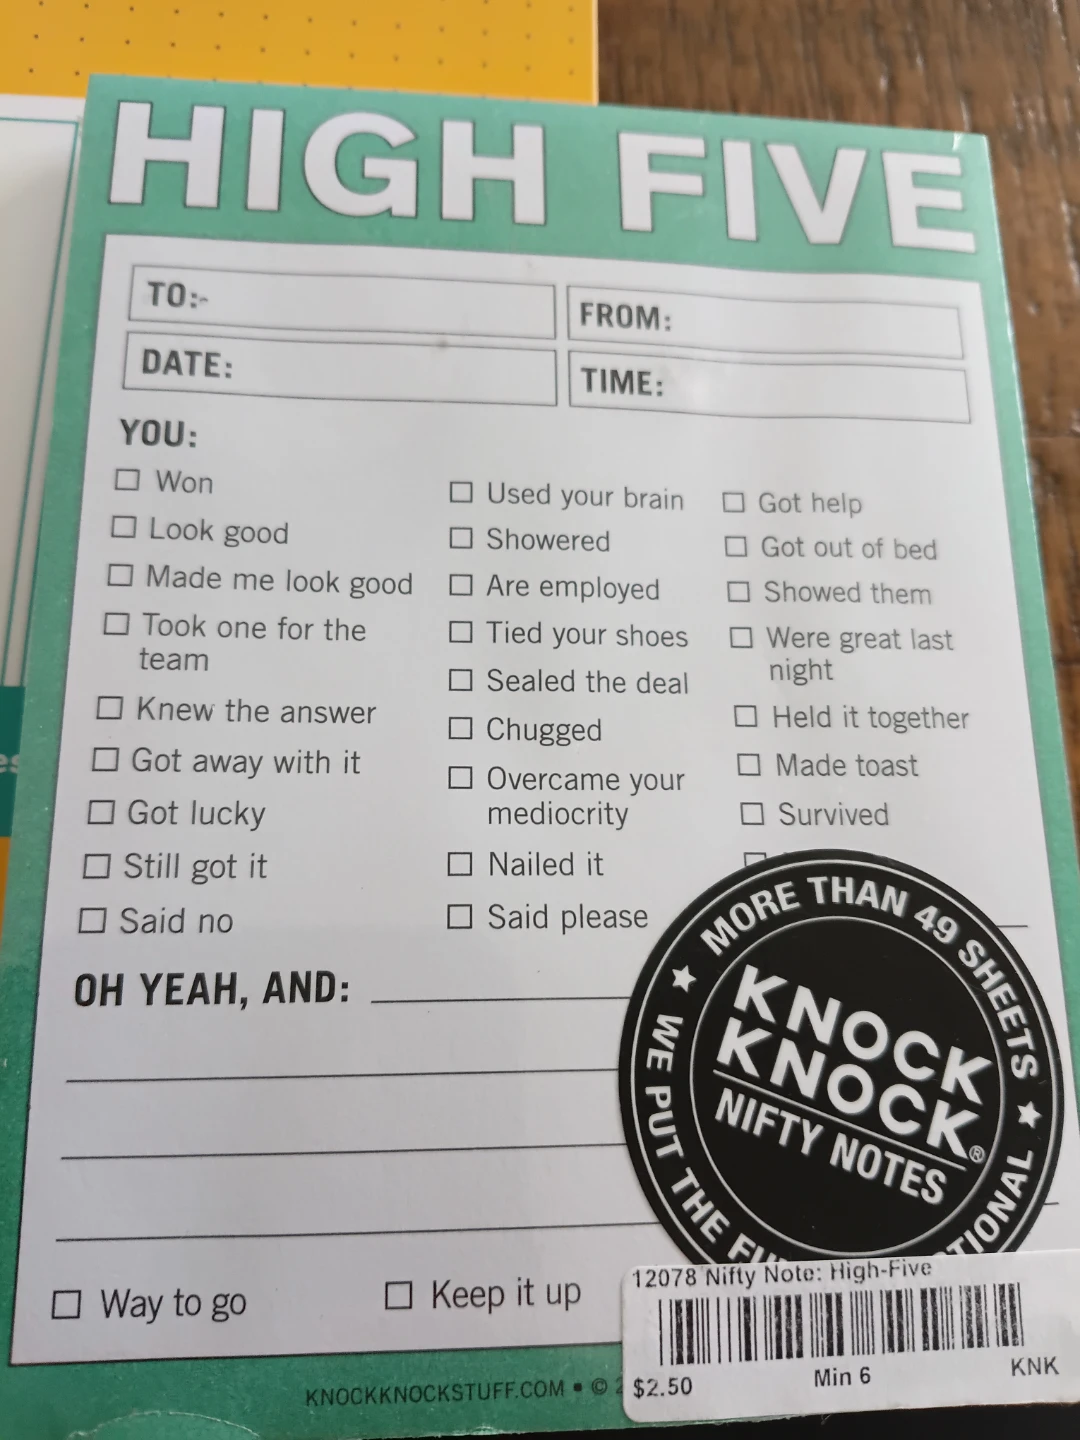 HIGH FIVE
TO:
FROM:
DATE:
TIME:
YOU:
Won
Look good
Made me look good
Took one for the
team
Knew the answer
Got away with it
Got lucky
Still got it
Said no
Used your brain
Showered
Are employed
Tied your shoes
Sealed the deal
Chugged
Overcame your
mediocrity
Nailed it
Said please
Got help
Got out of bed
Showed them
Were great last
night
Held it together
Made toast
Survived
OH YEAH, AND:
Way to go
Keep it up
MORE THAN 49 SHEETS
WE PUT THE
KNOCK
KNOCK®
NIFTY NOTES
12078 Nifty Note: High-Five
$2.50
Min 6
KNK
KNOCKKNOCKSTUFF.COM • ©